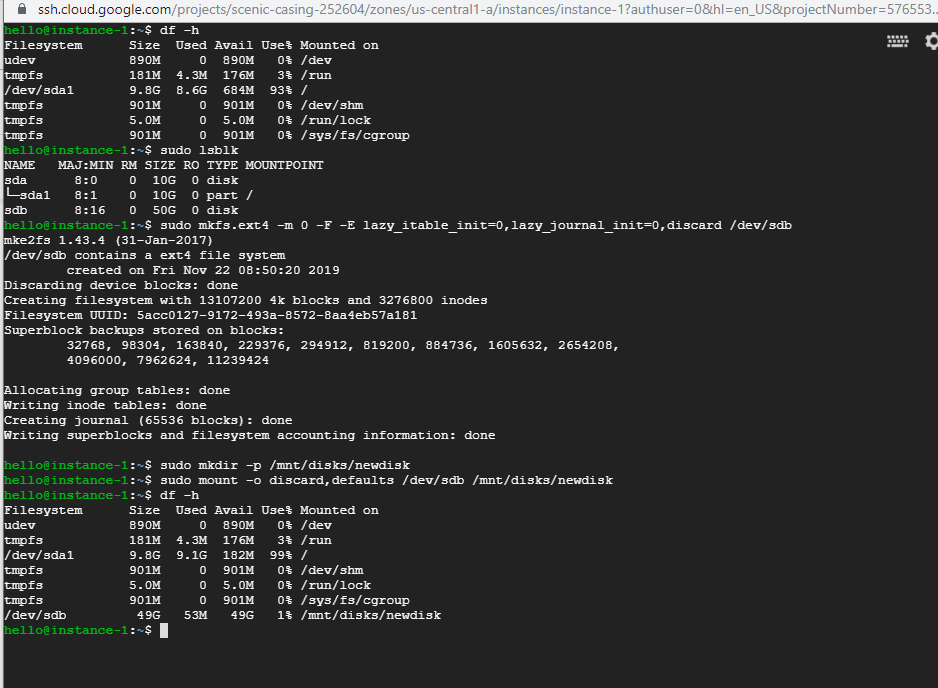 ssh.cloud.google.com/projects/scenic-casing-252604/zones/us-central1-a/instances/instance-1?authuser=0&hl=en_US&projectNumber=576553...
hello@instance-1:~$ df -h
Filesystem      Size  Used Avail Use% Mounted on
udev            890M     0  890M   0% /dev
tmpfs           181M  4.3M  176M   3% /run
/dev/sda1       9.8G  8.6G  684M  93% /
tmpfs           901M     0  901M   0% /dev/shm
tmpfs           5.0M     0  5.0M   0% /run/lock
tmpfs           901M     0  901M   0% /sys/fs/cgroup
hello@instance-1:~$ sudo lsblk
NAME   MAJ:MIN RM SIZE RO TYPE MOUNTPOINT
sda      8:0    0  10G  0 disk
└─sda1   8:1    0  10G  0 part /
sdb      8:16   0  50G  0 disk
hello@instance-1:~$ sudo mkfs.ext4 -m 0 -F -E lazy_itable_init=0,lazy_journal_init=0,discard /dev/sdb
mke2fs 1.43.4 (31-Jan-2017)
/dev/sdb contains a ext4 file system
        created on Fri Nov 22 08:50:20 2019
Discarding device blocks: done
Creating filesystem with 13107200 4k blocks and 3276800 inodes
Filesystem UUID: 5acc0127-9172-493a-8572-8aa4eb57a181
Superblock backups stored on blocks:
        32768, 98304, 163840, 229376, 294912, 819200, 884736, 1605632, 2654208,
        4096000, 7962624, 11239424
Allocating group tables: done
Writing inode tables: done
Creating journal (65536 blocks): done
Writing superblocks and filesystem accounting information: done
hello@instance-1:~$ sudo mkdir -p /mnt/disks/newdisk
hello@instance-1:~$ sudo mount -o discard,defaults /dev/sdb /mnt/disks/newdisk
hello@instance-1:~$ df -h
Filesystem      Size  Used Avail Use% Mounted on
udev            890M     0  890M   0% /dev
tmpfs           181M  4.3M  176M   3% /run
/dev/sda1       9.8G  9.1G  182M  99% /
tmpfs           901M     0  901M   0% /dev/shm
tmpfs           5.0M     0  5.0M   0% /run/lock
tmpfs           901M     0  901M   0% /sys/fs/cgroup
/dev/sdb         49G   53M   49G   1% /mnt/disks/newdisk
hello@instance-1:~$